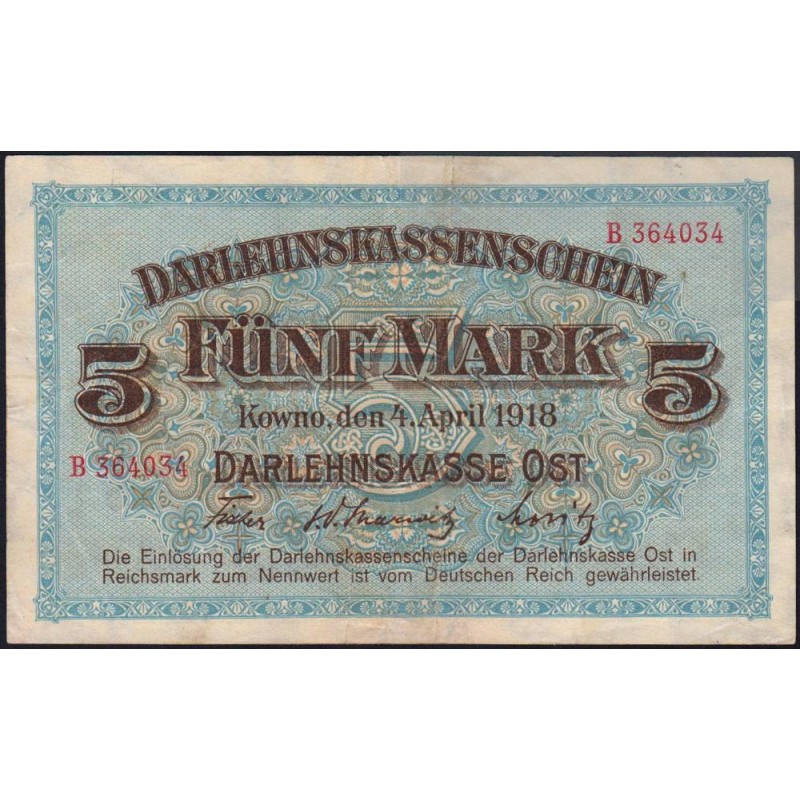 B 364034
DARLEHNSKASSENSCHEIN
5 FÜNF MARK 5
Kowno, den 4. April 1918
B 364034 DARLEHNSKASSE OST
Die Einlösung der Darlehnskassenscheine der Darlehnskasse Ost in
Reichsmark zum Nennwert ist vom Deutschen Reich gewährleistet.